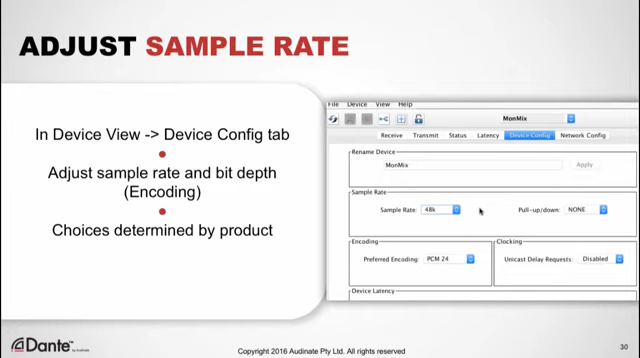 ADJUST SAMPLE RATE
In Device View -> Device Config tab
Adjust sample rate and bit depth
(Encoding)
Choices determined by product
File Device View Help
MonMix
Receive Transmit Status Latency Device Config Network Config
Rename Device
MonMix
Apply
Sample Rate
Sample Rate: 48k
Pull-up/down: NONE
Encoding
Preferred Encoding: PCM 24
Clocking
Unicast Delay Requests: Disabled
Device Latency
Dante™
by Audinate
Copyright 2016 Audinate Pty Ltd. All rights reserved
30